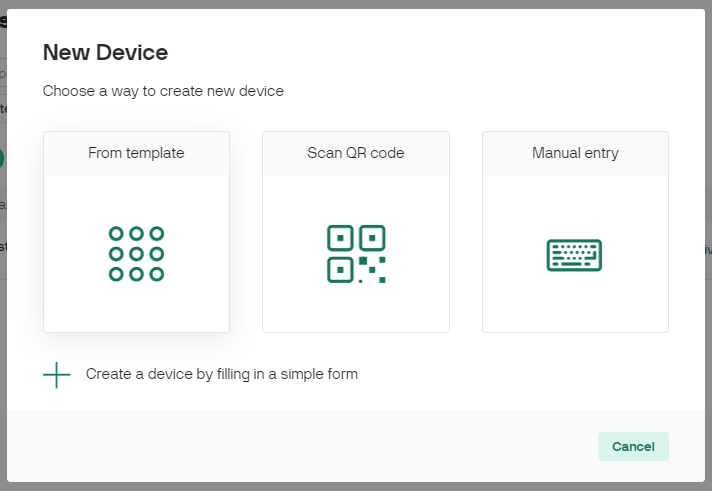 New Device
Choose a way to create new device
From template
Scan QR code
Manual entry
Create a device by filling in a simple form
Cancel